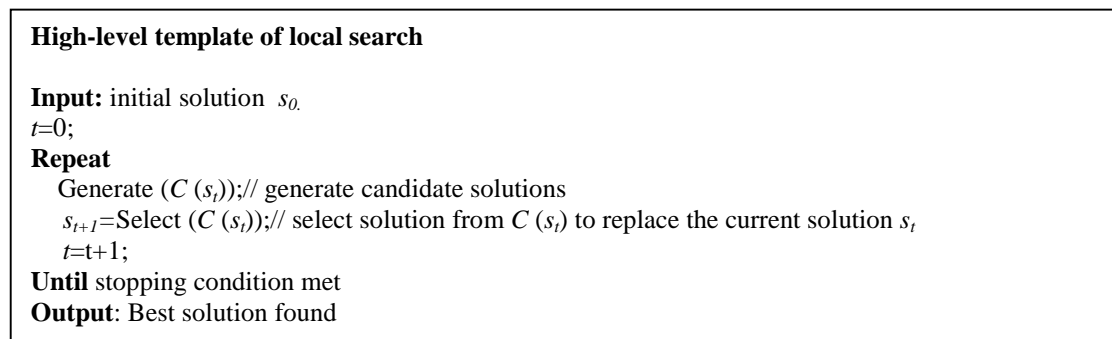 High-level template of local search
Input: initial solution s0.
t=0;
Repeat
Generate (C (st));// generate candidate solutions
st+1=Select (C (st));// select solution from C (st) to replace the current solution st
t=t+1;
Until stopping condition met
Output: Best solution found